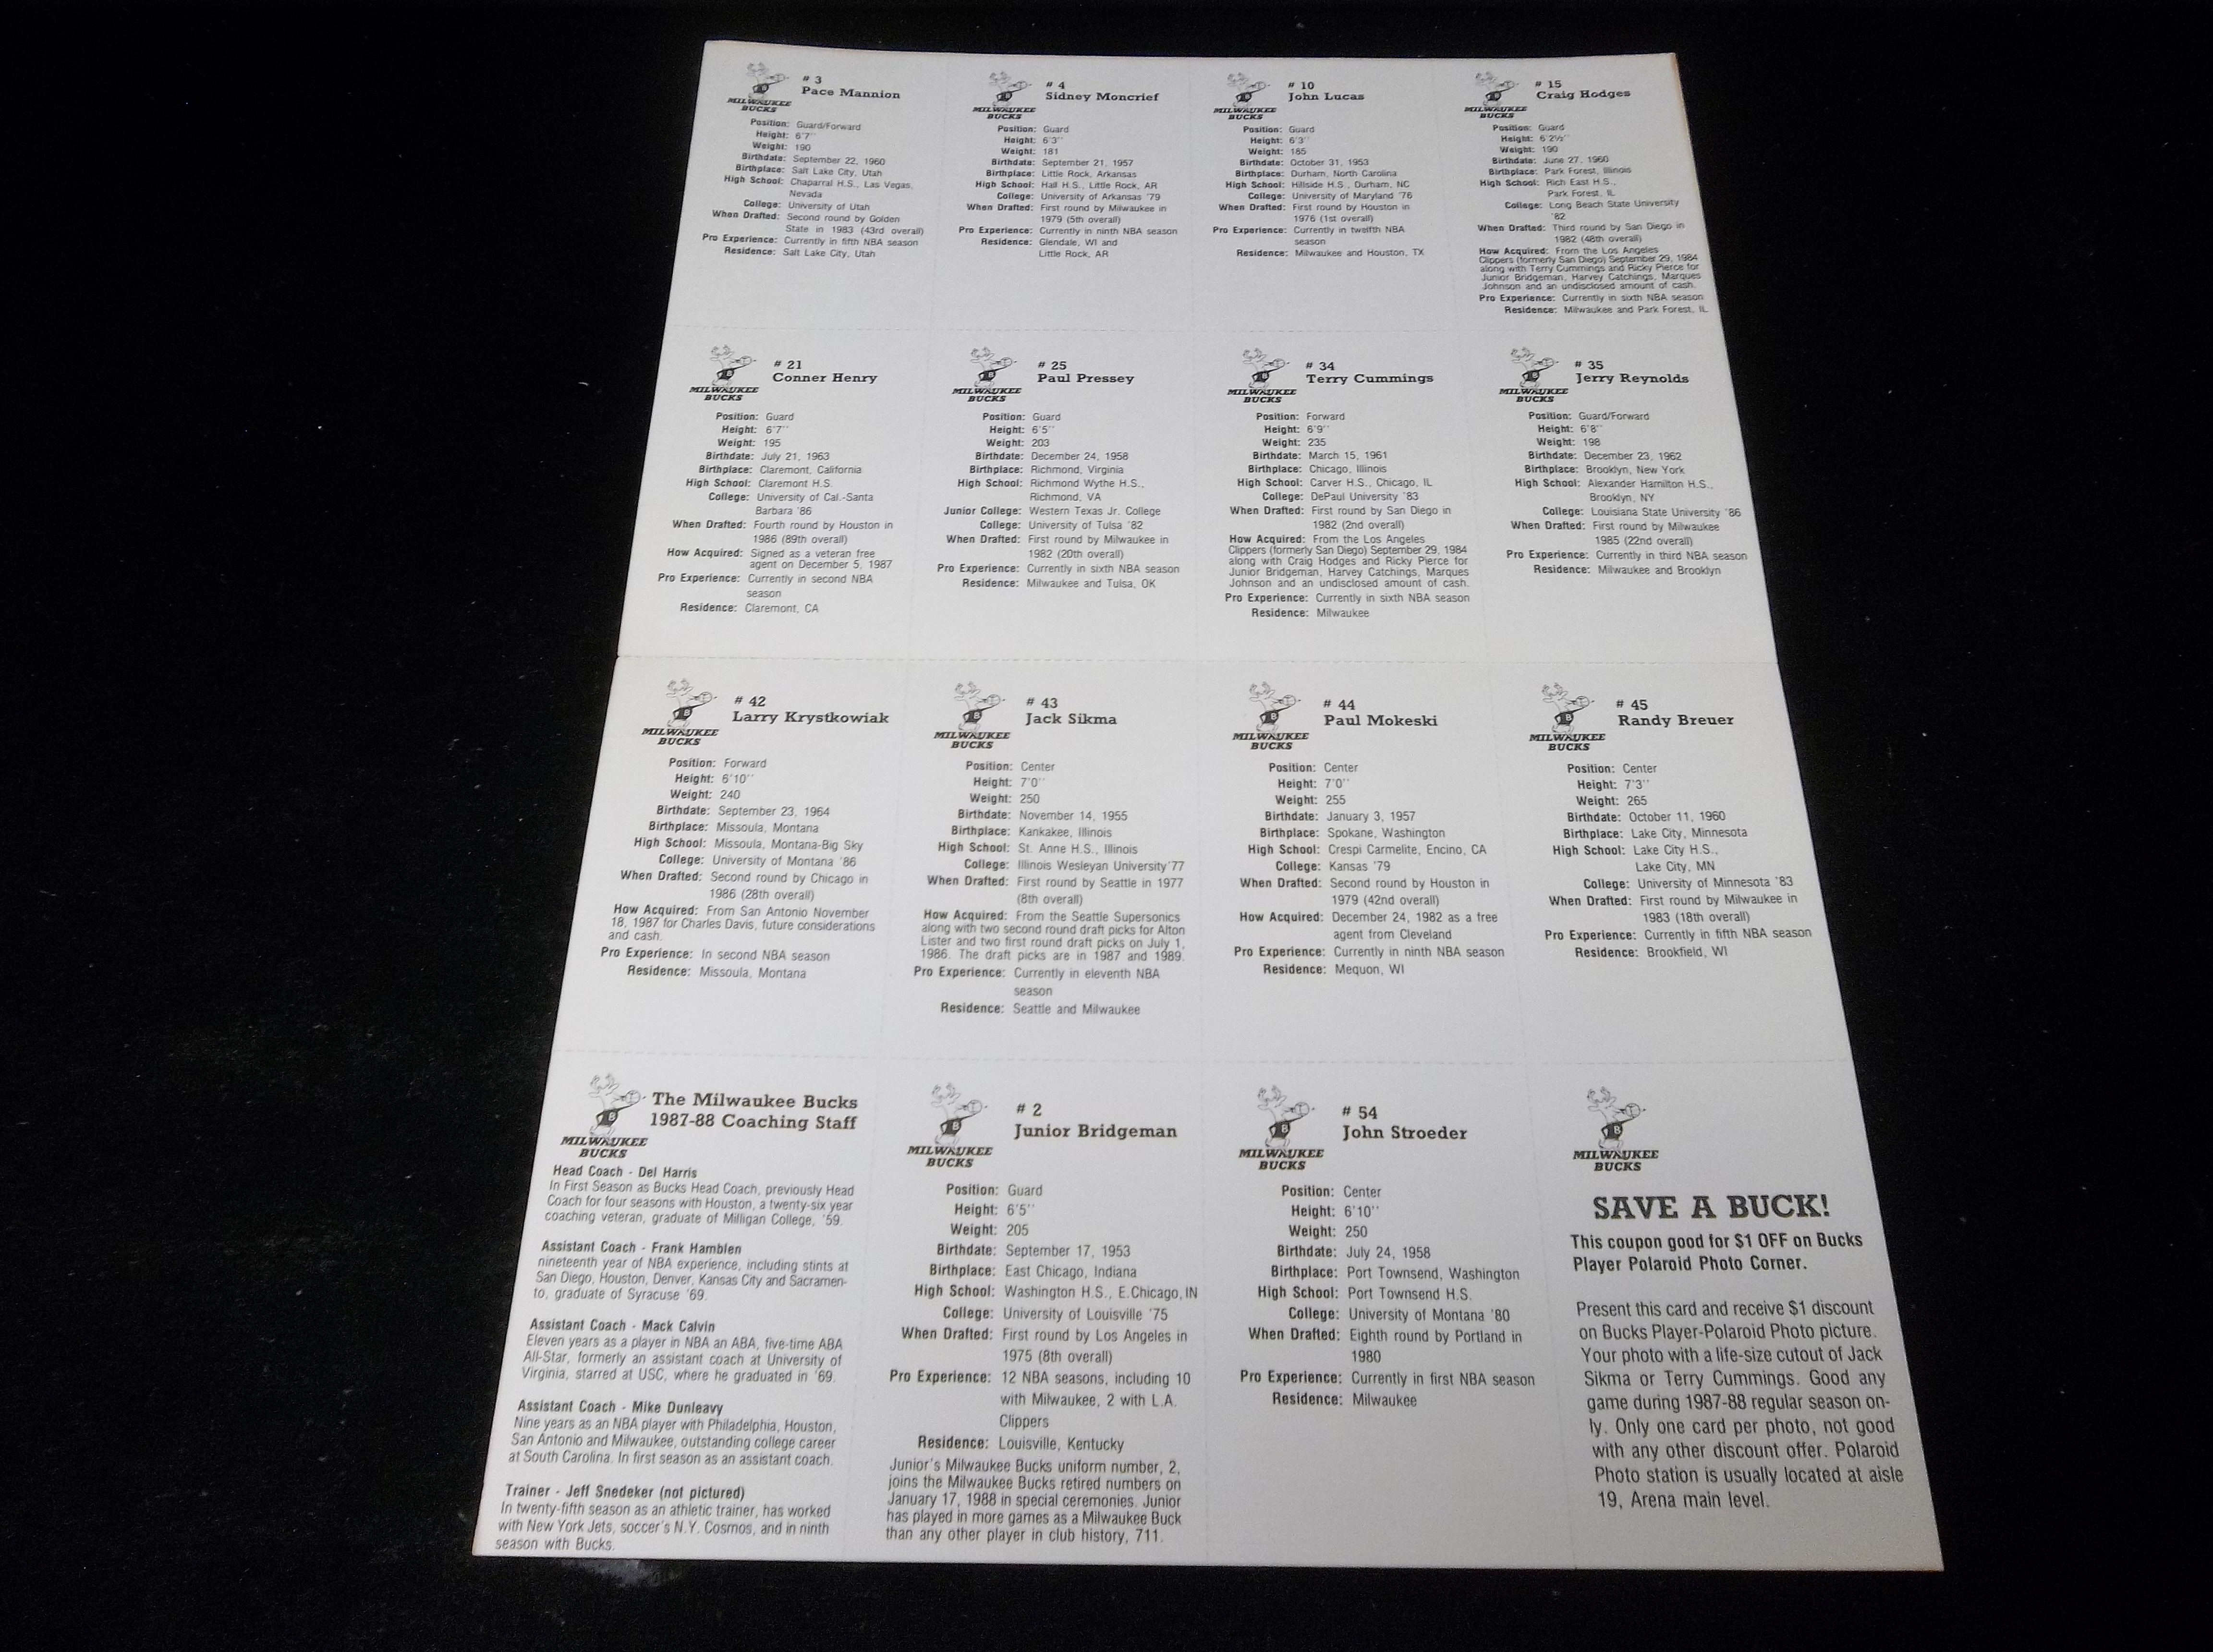 # 3
Pace Mannion
MILWAUKEE
BUCKS
Position: Guard/Forward
Height: 6'7''
Weight: 190
Birthdate: September 22, 1960
Birthplace: Salt Lake City, Utah
High School: Chaparral H.S., Las Vegas,
Nevada
College: University of Utah
When Drafted: Second round by Golden
State in 1983 (43rd overall)
Pro Experience: Currently in fifth NBA season
Residence: Salt Lake City, Utah
# 4
Sidney Moncrief
MILWAUKEE
BUCKS
Position: Guard
Height: 6'3''
Weight: 181
Birthdate: September 21, 1957
Birthplace: Little Rock, Arkansas
High School: Hall H.S., Little Rock, AR
College: University of Arkansas '79
When Drafted: First round by Milwaukee in
1979 (5th overall)
Pro Experience: Currently in ninth NBA season
Residence: Glendale, WI and
Little Rock, AR
# 10
John Lucas
MILWAUKEE
BUCKS
Position: Guard
Height: 6'3''
Weight: 185
Birthdate: October 31, 1953
Birthplace: Durham, North Carolina
High School: Hillside H.S., Durham, NC
College: University of Maryland '76
When Drafted: First round by Houston in
1976 (1st overall)
Pro Experience: Currently in twelfth NBA
season
Residence: Milwaukee and Houston, TX
# 15
Craig Hodges
MILWAUKEE
BUCKS
Position: Guard
Height: 6'2½''
Weight: 190
Birthdate: June 27, 1960
Birthplace: Park Forest, Illinois
High School: Rich East H.S.,
Park Forest, IL
College: Long Beach State University
'82
When Drafted: Third round by San Diego in
1982 (48th overall)
How Acquired: From the Los Angeles
Clippers (formerly San Diego) September 29, 1984
along with Terry Cummings and Ricky Pierce for
Junior Bridgeman, Harvey Catchings, Marques
Johnson and an undisclosed amount of cash.
Pro Experience: Currently in sixth NBA season
Residence: Milwaukee and Park Forest, IL
# 21
Conner Henry
MILWAUKEE
BUCKS
Position: Guard
Height: 6'7''
Weight: 195
Birthdate: July 21, 1963
Birthplace: Claremont, California
High School: Claremont H.S.
College: University of Cal.-Santa
Barbara '86
When Drafted: Fourth round by Houston in
1986 (89th overall)
How Acquired: Signed as a veteran free
agent on December 5, 1987
Pro Experience: Currently in second NBA
season
Residence: Claremont, CA
# 25
Paul Pressey
MILWAUKEE
BUCKS
Position: Guard
Height: 6'5''
Weight: 203
Birthdate: December 24, 1958
Birthplace: Richmond, Virginia
High School: Richmond Wythe H.S.,
Richmond, VA
Junior College: Western Texas Jr. College
College: University of Tulsa '82
When Drafted: First round by Milwaukee in
1982 (20th overall)
Pro Experience: Currently in sixth NBA season
Residence: Milwaukee and Tulsa, OK
# 34
Terry Cummings
MILWAUKEE
BUCKS
Position: Forward
Height: 6'9''
Weight: 235
Birthdate: March 15, 1961
Birthplace: Chicago, Illinois
High School: Carver H.S., Chicago, IL
College: DePaul University '83
When Drafted: First round by San Diego in
1982 (2nd overall)
How Acquired: From the Los Angeles
Clippers (formerly San Diego) September 29, 1984
along with Craig Hodges and Ricky Pierce for
Junior Bridgeman, Harvey Catchings, Marques
Johnson and an undisclosed amount of cash.
Pro Experience: Currently in sixth NBA season
Residence: Milwaukee
# 35
Jerry Reynolds
MILWAUKEE
BUCKS
Position: Guard/Forward
Height: 6'8''
Weight: 198
Birthdate: December 23, 1962
Birthplace: Brooklyn, New York
High School: Alexander Hamilton H.S.,
Brooklyn, NY
College: Louisiana State University '86
When Drafted: First round by Milwaukee
1985 (22nd overall)
Pro Experience: Currently in third NBA season
Residence: Milwaukee and Brooklyn
# 42
Larry Krystkowiak
MILWAUKEE
BUCKS
Position: Forward
Height: 6'10''
Weight: 240
Birthdate: September 23, 1964
Birthplace: Missoula, Montana
High School: Missoula, Montana-Big Sky
College: University of Montana '86
When Drafted: Second round by Chicago in
1986 (28th overall)
How Acquired: From San Antonio November
18, 1987 for Charles Davis, future considerations
and cash.
Pro Experience: In second NBA season
Residence: Missoula, Montana
# 43
Jack Sikma
MILWAUKEE
BUCKS
Position: Center
Height: 7'0''
Weight: 250
Birthdate: November 14, 1955
Birthplace: Kankakee, Illinois
High School: St. Anne H.S., Illinois
College: Illinois Wesleyan University'77
When Drafted: First round by Seattle in 1977
(8th overall)
How Acquired: From the Seattle Supersonics
along with two second round draft picks for Alton
Lister and two first round draft picks on July 1,
1986. The draft picks are in 1987 and 1989.
Pro Experience: Currently in eleventh NBA
season
Residence: Seattle and Milwaukee
# 44
Paul Mokeski
MILWAUKEE
BUCKS
Position: Center
Height: 7'0''
Weight: 255
Birthdate: January 3, 1957
Birthplace: Spokane, Washington
High School: Crespi Carmelite, Encino, CA
College: Kansas '79
When Drafted: Second round by Houston in
1979 (42nd overall)
How Acquired: December 24, 1982 as a free
agent from Cleveland
Pro Experience: Currently in ninth NBA season
Residence: Mequon, WI
# 45
Randy Breuer
MILWAUKEE
BUCKS
Position: Center
Height: 7'3''
Weight: 265
Birthdate: October 11, 1960
Birthplace: Lake City, Minnesota
High School: Lake City H.S.,
Lake City, MN
College: University of Minnesota '83
When Drafted: First round by Milwaukee in
1983 (18th overall)
Pro Experience: Currently in fifth NBA season
Residence: Brookfield, WI
The Milwaukee Bucks
1987-88 Coaching Staff
MILWAUKEE
BUCKS
Head Coach - Del Harris
In First Season as Bucks Head Coach, previously Head
Coach for four seasons with Houston, a twenty-six year
coaching veteran, graduate of Milligan College, '59.
Assistant Coach - Frank Hamblen
nineteenth year of NBA experience, including stints at
San Diego, Houston, Denver, Kansas City and Sacramen-
to, graduate of Syracuse '69.
Assistant Coach - Mack Calvin
Eleven years as a player in NBA an ABA, five-time ABA
All-Star, formerly an assistant coach at University of
Virginia, starred at USC, where he graduated in '69.
Assistant Coach - Mike Dunleavy
Nine years as an NBA player with Philadelphia, Houston,
San Antonio and Milwaukee, outstanding college career
at South Carolina. In first season as an assistant coach.
Trainer - Jeff Snedeker (not pictured)
In twenty-fifth season as an athletic trainer, has worked
with New York Jets, soccer's N.Y. Cosmos, and in ninth
season with Bucks.
# 2
Junior Bridgeman
MILWAUKEE
BUCKS
Position: Guard
Height: 6'5''
Weight: 205
Birthdate: September 17, 1953
Birthplace: East Chicago, Indiana
High School: Washington H.S., E.Chicago,IN
College: University of Louisville '75
When Drafted: First round by Los Angeles in
1975 (8th overall)
Pro Experience: 12 NBA seasons, including 10
with Milwaukee, 2 with L.A.
Clippers
Residence: Louisville, Kentucky
Junior's Milwaukee Bucks uniform number, 2,
joins the Milwaukee Bucks retired numbers on
January 17, 1988 in special ceremonies. Junior
has played in more games as a Milwaukee Buck
than any other player in club history, 711.
# 54
John Stroeder
MILWAUKEE
BUCKS
Position: Center
Height: 6'10''
Weight: 250
Birthdate: July 24, 1958
Birthplace: Port Townsend, Washington
High School: Port Townsend H.S.
College: University of Montana '80
When Drafted: Eighth round by Portland in
1980
Pro Experience: Currently in first NBA season
Residence: Milwaukee
MILWAUKEE
BUCKS
SAVE A BUCK!
This coupon good for $1 OFF on Bucks
Player Polaroid Photo Corner.
Present this card and receive $1 discount
on Bucks Player-Polaroid Photo picture.
Your photo with a life-size cutout of Jack
Sikma or Terry Cummings. Good any
game during 1987-88 regular season on-
ly. Only one card per photo, not good
with any other discount offer. Polaroid
Photo station is usually located at aisle
19, Arena main level.